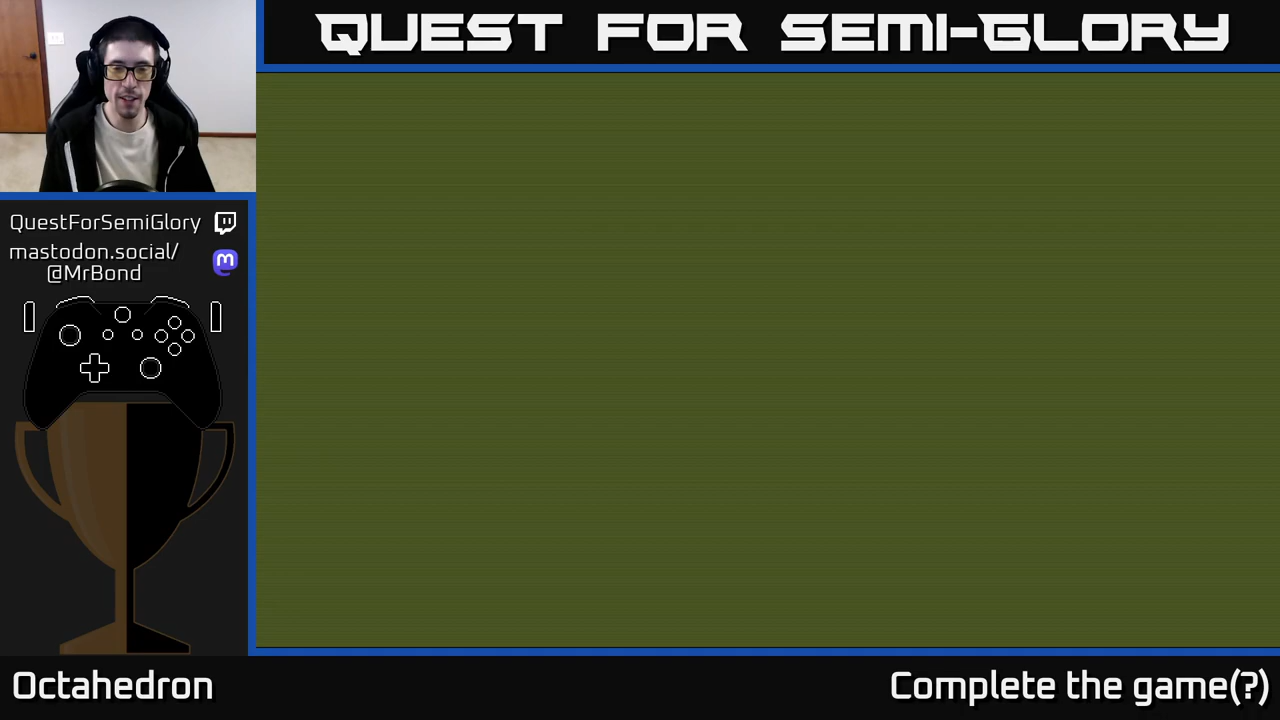 QUEST FOR SEMI-GLORY
QuestForSemiGlory
mastodon.social/
@MrBond
Octahedron
Complete the game(?)